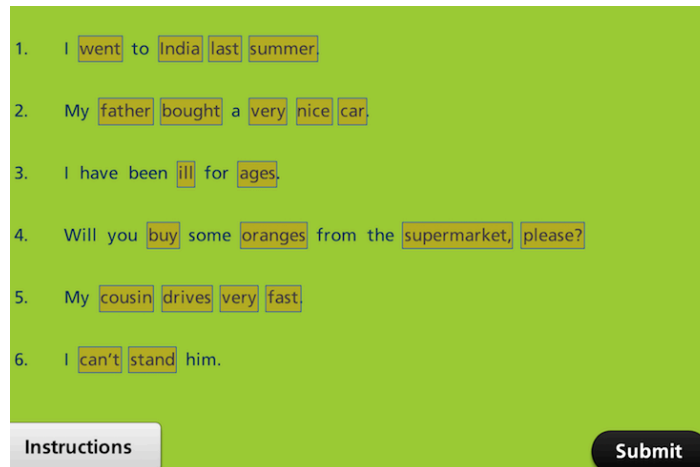 1. I went to India last summer.
2. My father bought a very nice car.
3. I have been ill for ages.
4. Will you buy some oranges from the supermarket, please?
5. My cousin drives very fast.
6. I can't stand him.
Instructions
Submit